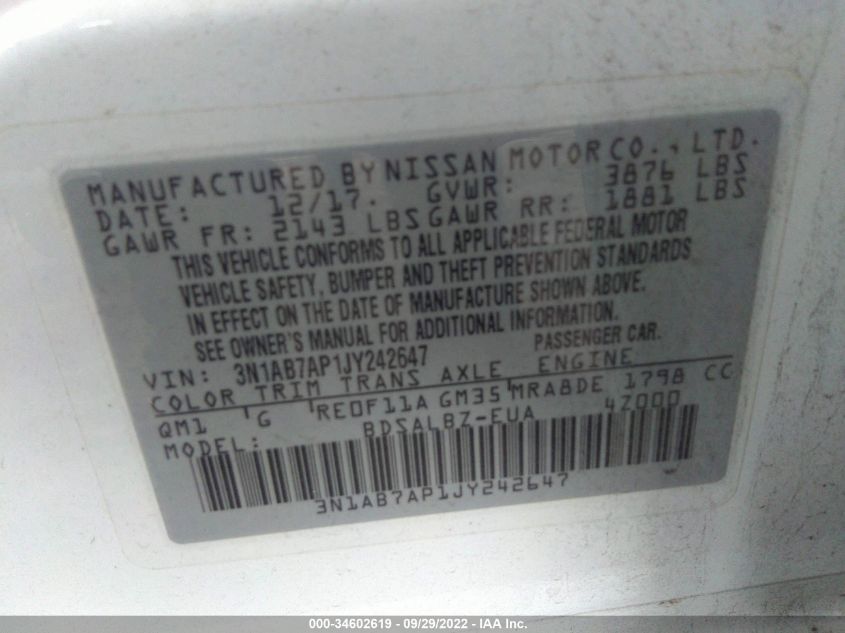 MANUFACTURED BY NISSAN MOTOR CO., LTD.
DATE: 12/17. GVWR: 3876 LBS
GAWR FR: 2143 LBS GAWR RR: 1881 LBS
THIS VEHICLE CONFORMS TO ALL APPLICABLE FEDERAL MOTOR
VEHICLE SAFETY, BUMPER AND THEFT PREVENTION STANDARDS
IN EFFECT ON THE DATE OF MANUFACTURE SHOWN ABOVE.
SEE OWNER'S MANUAL FOR ADDITIONAL INFORMATION.
VIN: 3N1AB7AP1JY242647 PASSENGER CAR.
COLOR TRIM TRANS AXLE ENGINE
QM1 G RE0F11A GM35 MRA8DE 1798 CC
MODEL: BDSALBZ-EUA 4Z000
3N1AB7AP1JY242647
000-34602619 - 09/29/2022 - IAA Inc.